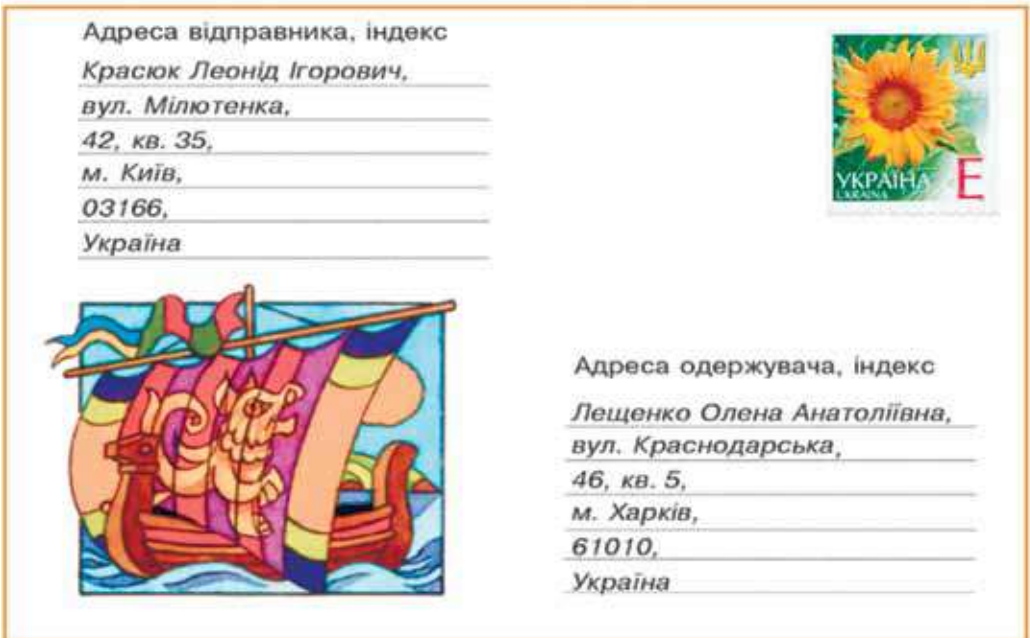 Адреса відправника, індекс
Красюк Леонід Ігорович,
вул. Мілютенка,
42, кв. 35,
м. Київ,
03166,
Україна
УКРАЇНА
UKRAINA
E
Адреса одержувача, індекс
Лещенко Олена Анатоліївна,
вул. Краснодарська,
46, кв. 5,
м. Харків,
61010,
Україна